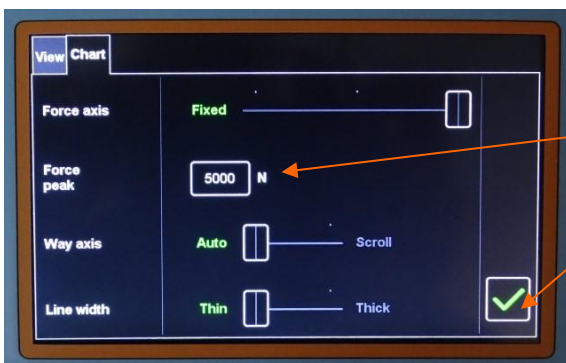 View Chart
Force axis Fixed
Force
peak
5000 N
Way axis Auto Scroll
Line width Thin Thick